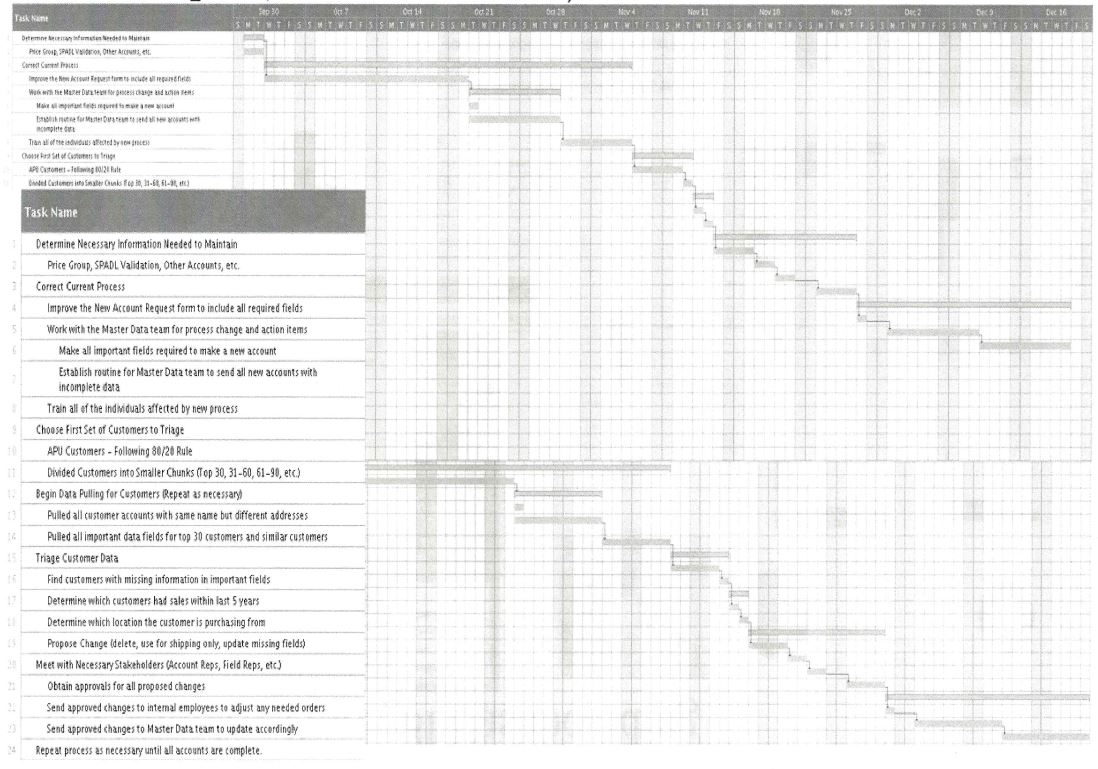 Task Name
Sep 30 Oct 7 Oct 14 Oct 21 Oct 28 Nov 4 Nov 11 Nov 18 Nov 25 Dec 2 Dec 9 Dec 16
Determine Necessary Information Needed to Maintain
Price Group, SPADL Validation, Other Accounts, etc.
Correct Current Process
Improve the New Account Request form to include all required fields
Work with the Master Data team for process change and action items
Make all important fields required to make a new account
Establish routine for Master Data team to send all new accounts with
incomplete data
Train all of the individuals affected by new process
Choose First Set of Customers to Triage
APU Customers – Following 80/20 Rule
Divided Customers into Smaller Chunks (Top 30, 31–60, 61–90, etc.)
Task Name
1 Determine Necessary Information Needed to Maintain
2 Price Group, SPADL Validation, Other Accounts, etc.
3 Correct Current Process
4 Improve the New Account Request form to include all required fields
5 Work with the Master Data team for process change and action items
6 Make all important fields required to make a new account
7 Establish routine for Master Data team to send all new accounts with
incomplete data
8 Train all of the individuals affected by new process
9 Choose First Set of Customers to Triage
10 APU Customers – Following 80/20 Rule
11 Divided Customers into Smaller Chunks (Top 30, 31–60, 61–90, etc.)
12 Begin Data Pulling for Customers (Repeat as necessary)
13 Pulled all customer accounts with same name but different addresses
14 Pulled all important data fields for top 30 customers and similar customers
15 Triage Customer Data
16 Find customers with missing information in important fields
17 Determine which customers had sales within last 5 years
18 Determine which location the customer is purchasing from
19 Propose Change (delete, use for shipping only, update missing fields)
20 Meet with Necessary Stakeholders (Account Reps, Field Reps, etc.)
21 Obtain approvals for all proposed changes
22 Send approved changes to internal employees to adjust any needed orders
23 Send approved changes to Master Data team to update accordingly
24 Repeat process as necessary until all accounts are complete.